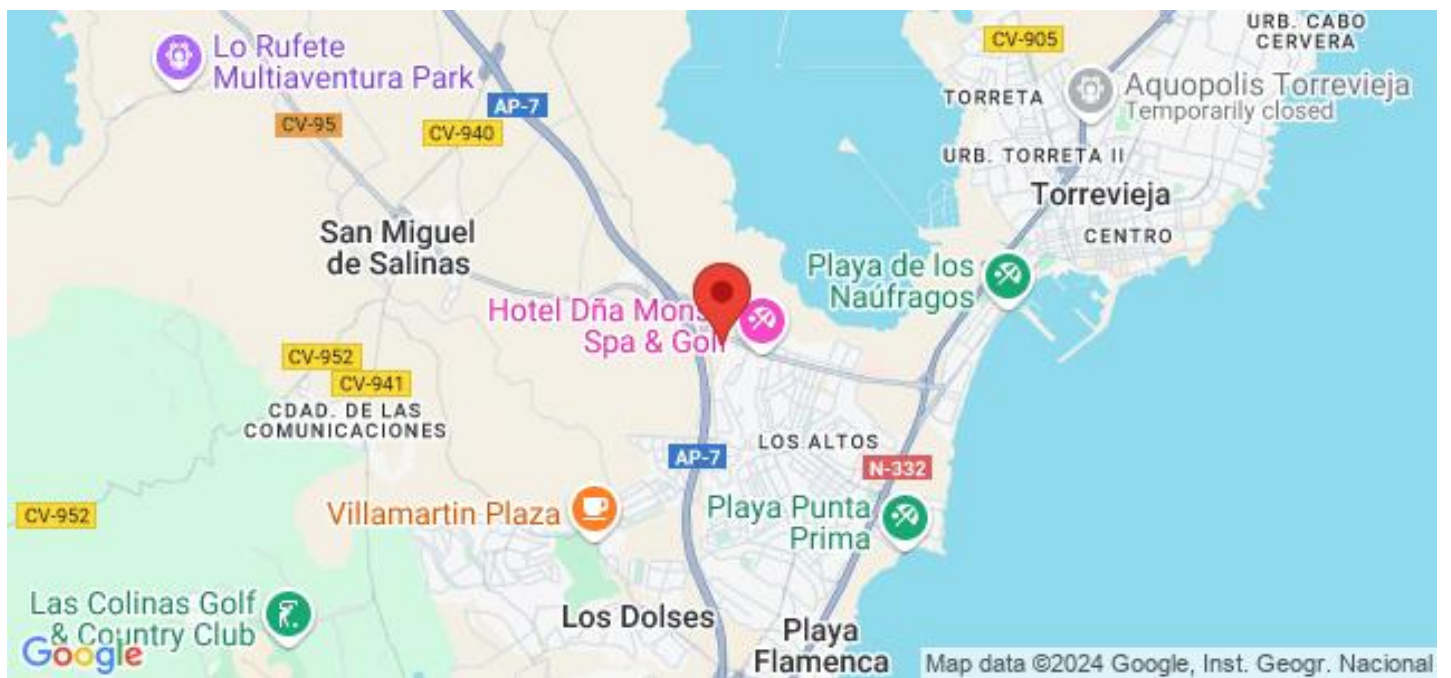 URB. CABO
CERVERA
CV-905
Lo Rufete
Multiaventura Park
AP-7
CV-95
CV-940
TORRETA
Aquopolis Torrevieja
Temporarily closed
URB. TORRETA II
Torrevieja
CENTRO
San Miguel
de Salinas
Playa de los
Naúfragos
Hotel Dña Mons
Spa & Golf
CV-952
CV-941
CDAD. DE LAS
COMUNICACIONES
LOS ALTOS
AP-7
N-332
CV-952
Villamartin Plaza
Playa Punta
Prima
Las Colinas Golf
& Country Club
Los Dolses
Playa
Flamenca
Google
Map data ©2024 Google, Inst. Geogr. Nacional